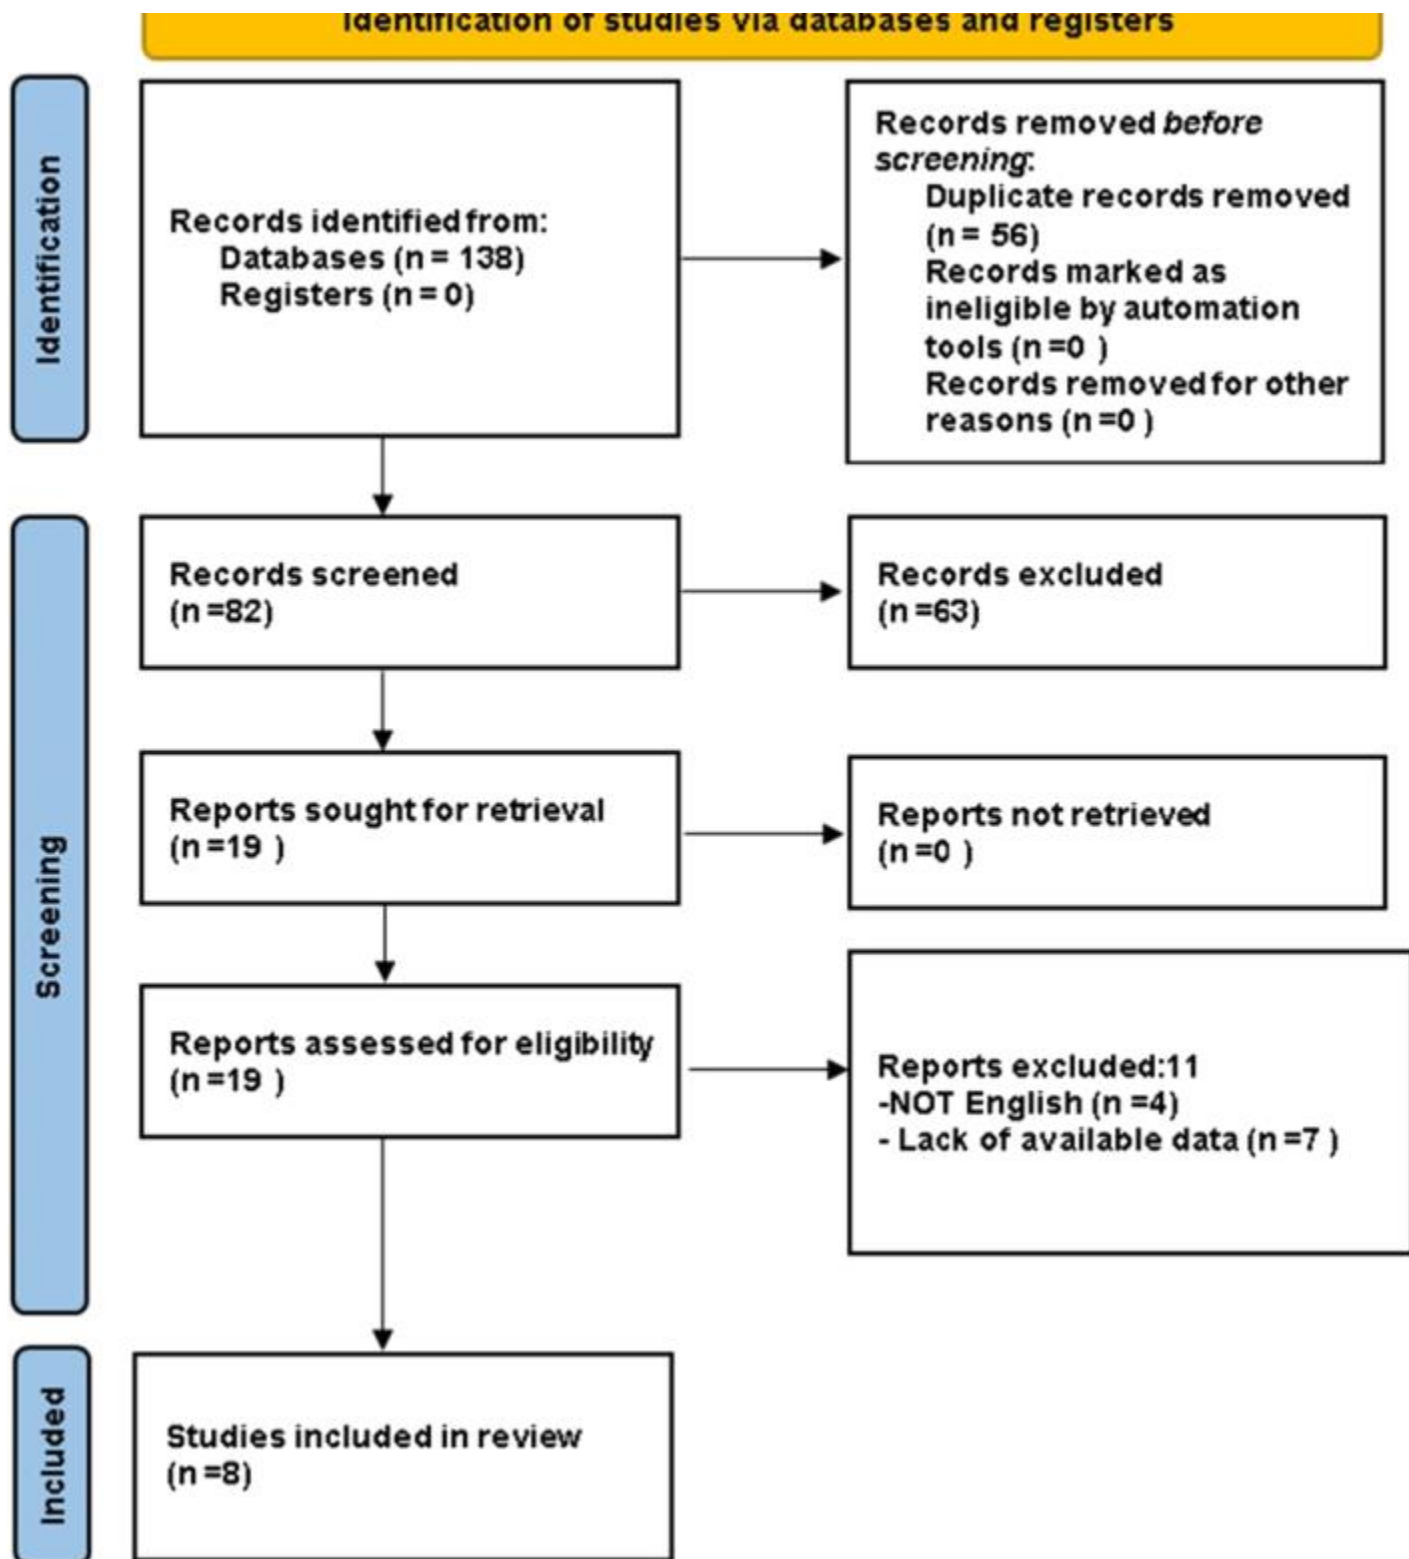 Identification of studies via databases and registers
Identification
Records identified from:
Databases (n = 138)
Registers (n = 0)
Records removed before
screening:
Duplicate records removed
(n = 56)
Records marked as
ineligible by automation
tools (n =0 )
Records removed for other
reasons (n =0 )
Screening
Records screened
(n =82)
Records excluded
(n =63)
Reports sought for retrieval
(n =19 )
Reports not retrieved
(n =0 )
Reports assessed for eligibility
(n =19 )
Reports excluded:11
-NOT English (n =4)
- Lack of available data (n =7 )
Included
Studies included in review
(n =8)